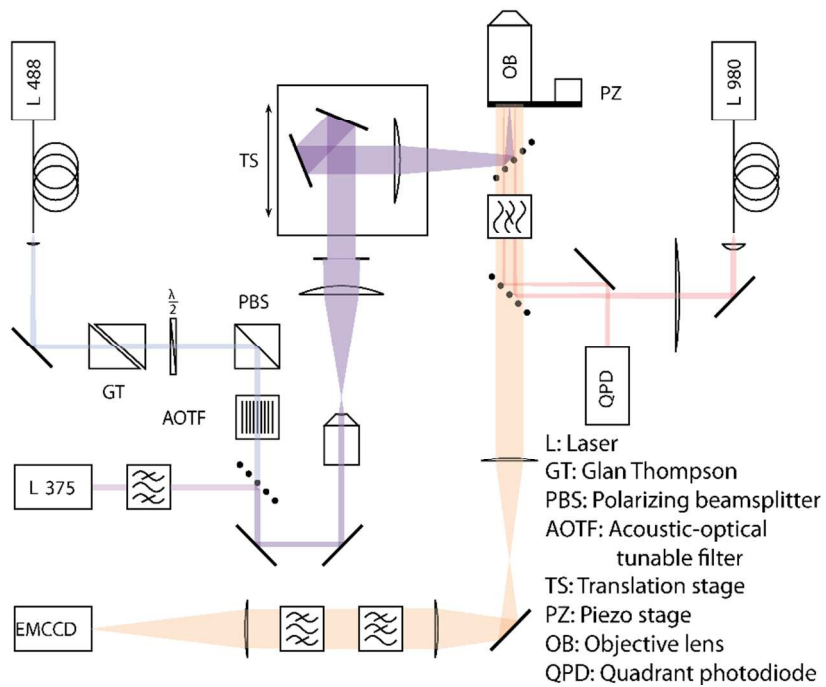 L 488
OB
PZ
L 980
TS
λ/2
PBS
GT
AOTF
QPD
L 375
EMCCD
L: Laser
GT: Glan Thompson
PBS: Polarizing beamsplitter
AOTF: Acoustic-optical
tunable filter
TS: Translation stage
PZ: Piezo stage
OB: Objective lens
QPD: Quadrant photodiode